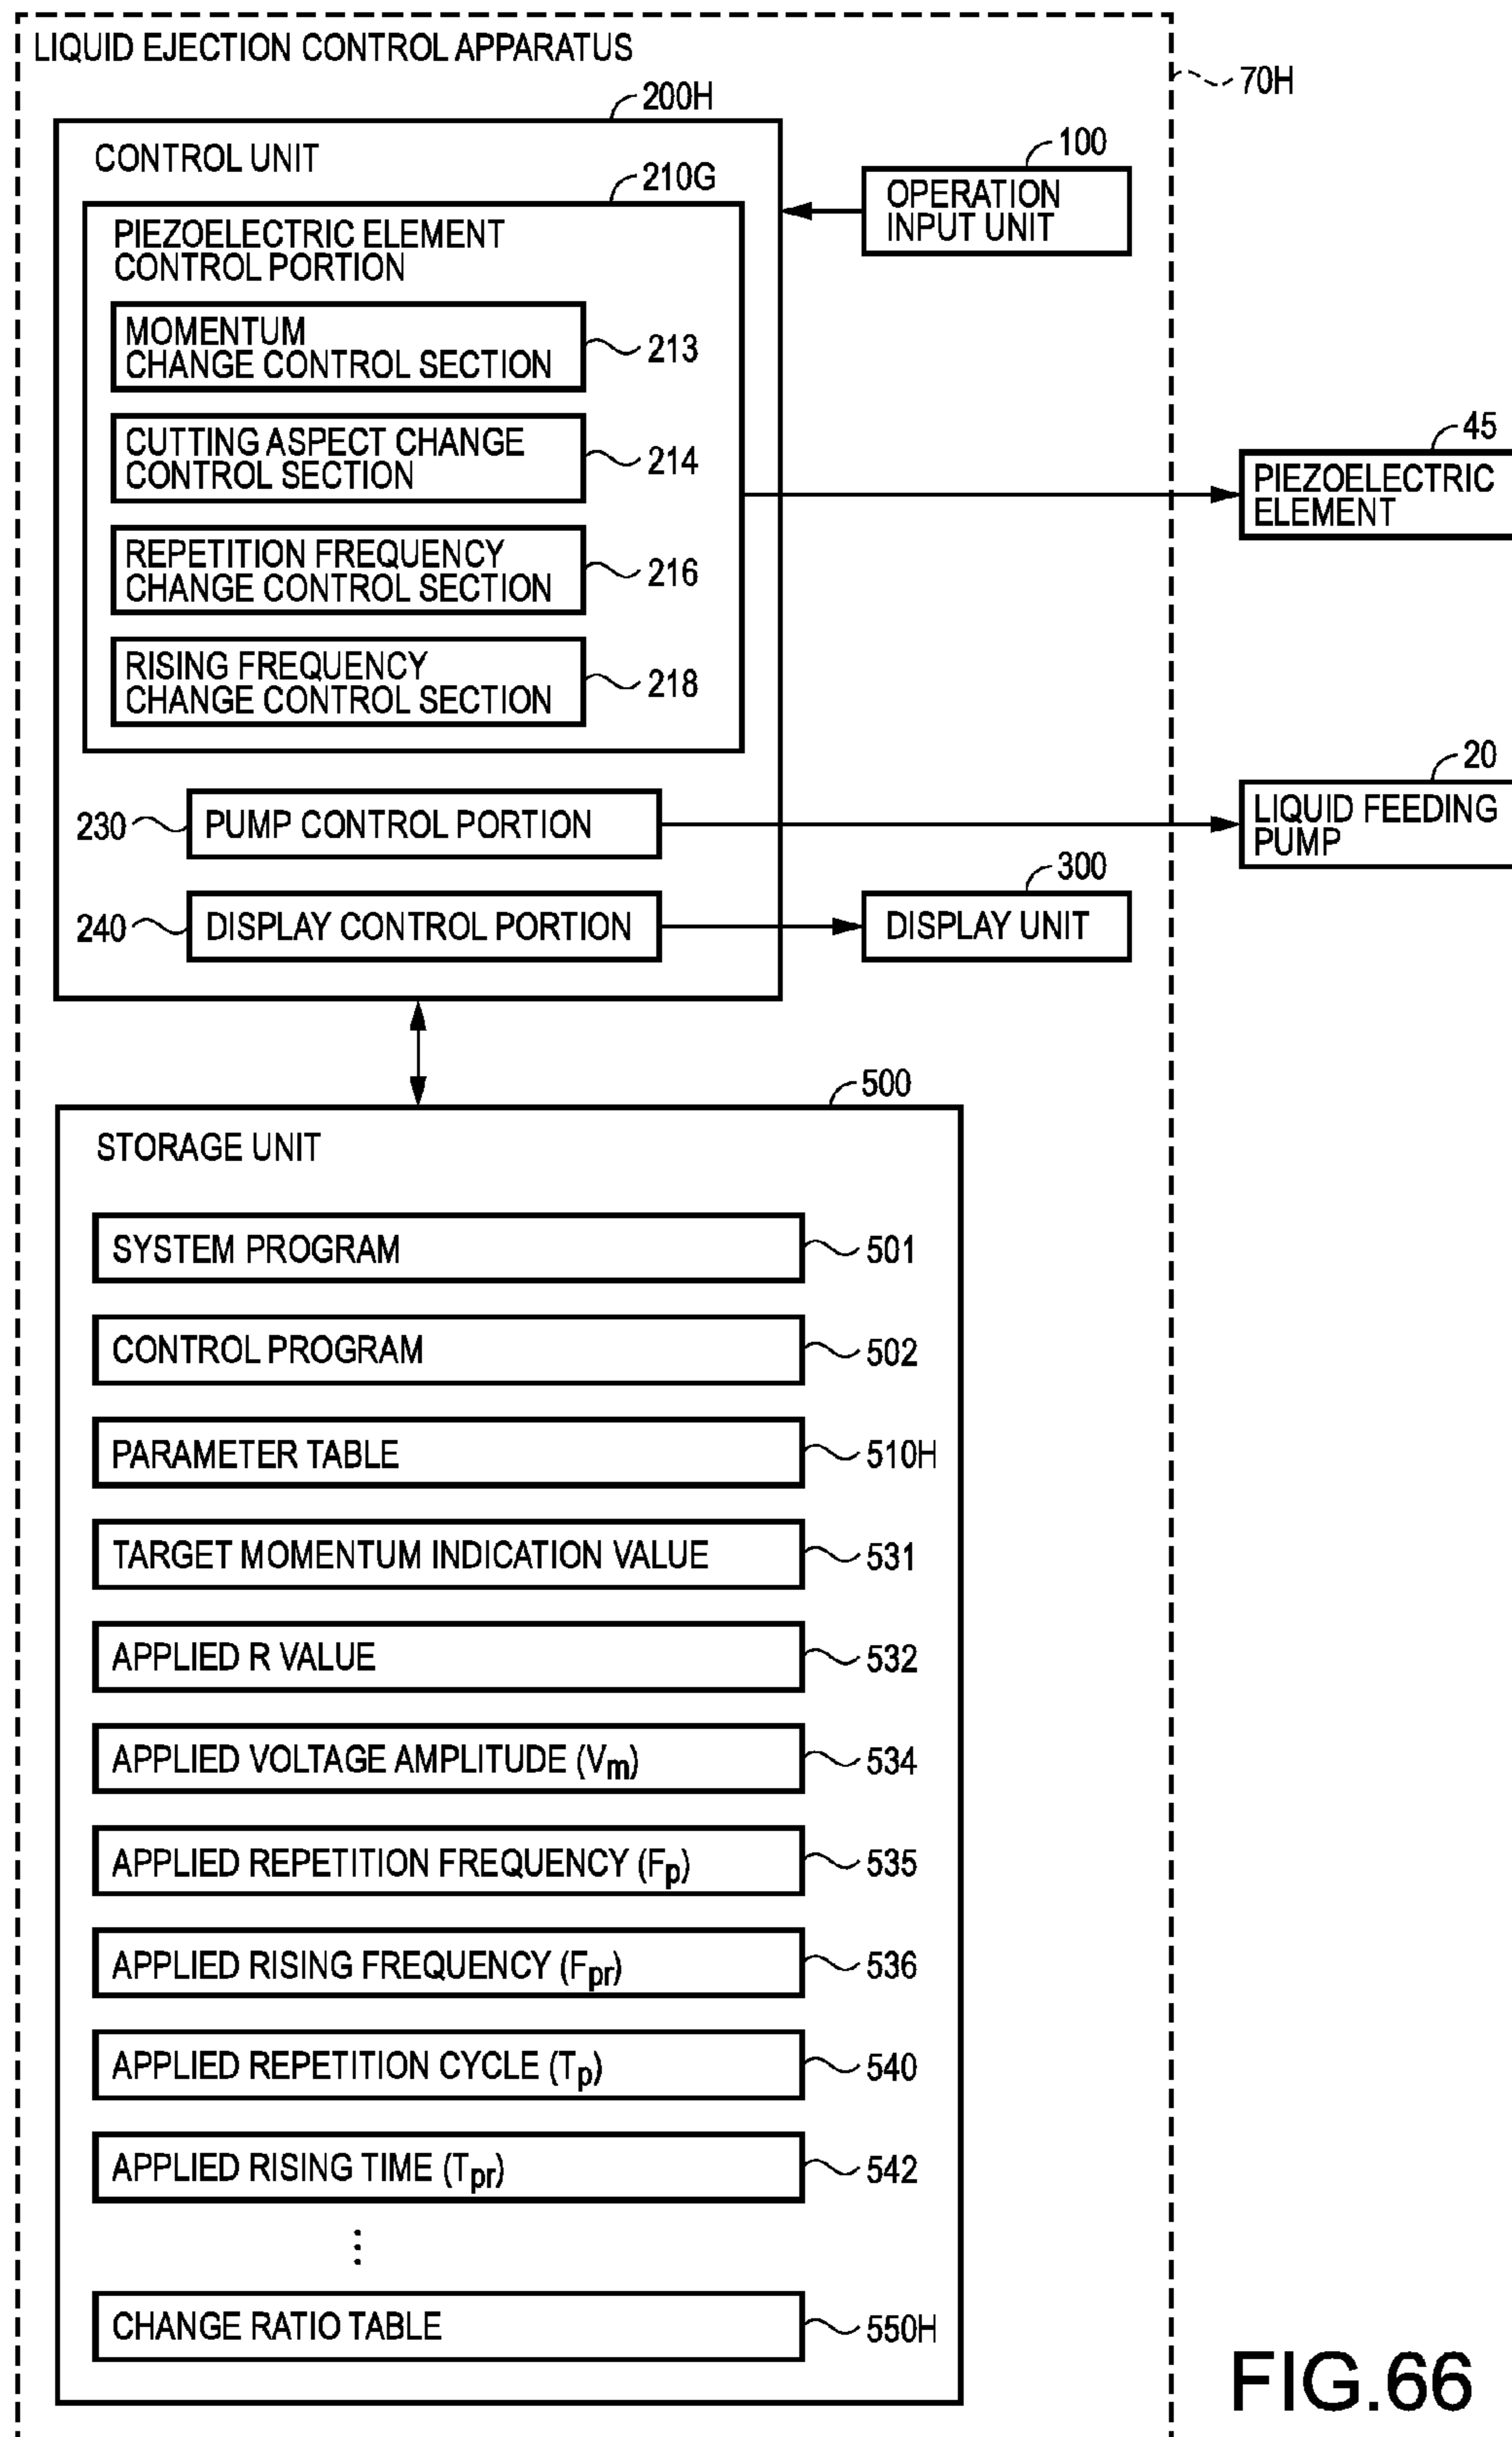 LIQUID EJECTION CONTROL APPARATUS
70H
200H
CONTROL UNIT
100
OPERATION
INPUT UNIT
210G
PIEZOELECTRIC ELEMENT
CONTROL PORTION
MOMENTUM
CHANGE CONTROL SECTION
213
CUTTING ASPECT CHANGE
CONTROL SECTION
214
45
PIEZOELECTRIC
ELEMENT
REPETITION FREQUENCY
CHANGE CONTROL SECTION
216
RISING FREQUENCY
CHANGE CONTROL SECTION
218
20
LIQUID FEEDING
PUMP
230
PUMP CONTROL PORTION
300
240
DISPLAY CONTROL PORTION
DISPLAY UNIT
500
STORAGE UNIT
SYSTEM PROGRAM
501
CONTROL PROGRAM
502
PARAMETER TABLE
510H
TARGET MOMENTUM INDICATION VALUE
531
APPLIED R VALUE
532
APPLIED VOLTAGE AMPLITUDE (Vm)
534
APPLIED REPETITION FREQUENCY (Fp)
535
APPLIED RISING FREQUENCY (Fpr)
536
APPLIED REPETITION CYCLE (Tp)
540
APPLIED RISING TIME (Tpr)
542
⋮
CHANGE RATIO TABLE
550H
FIG.66